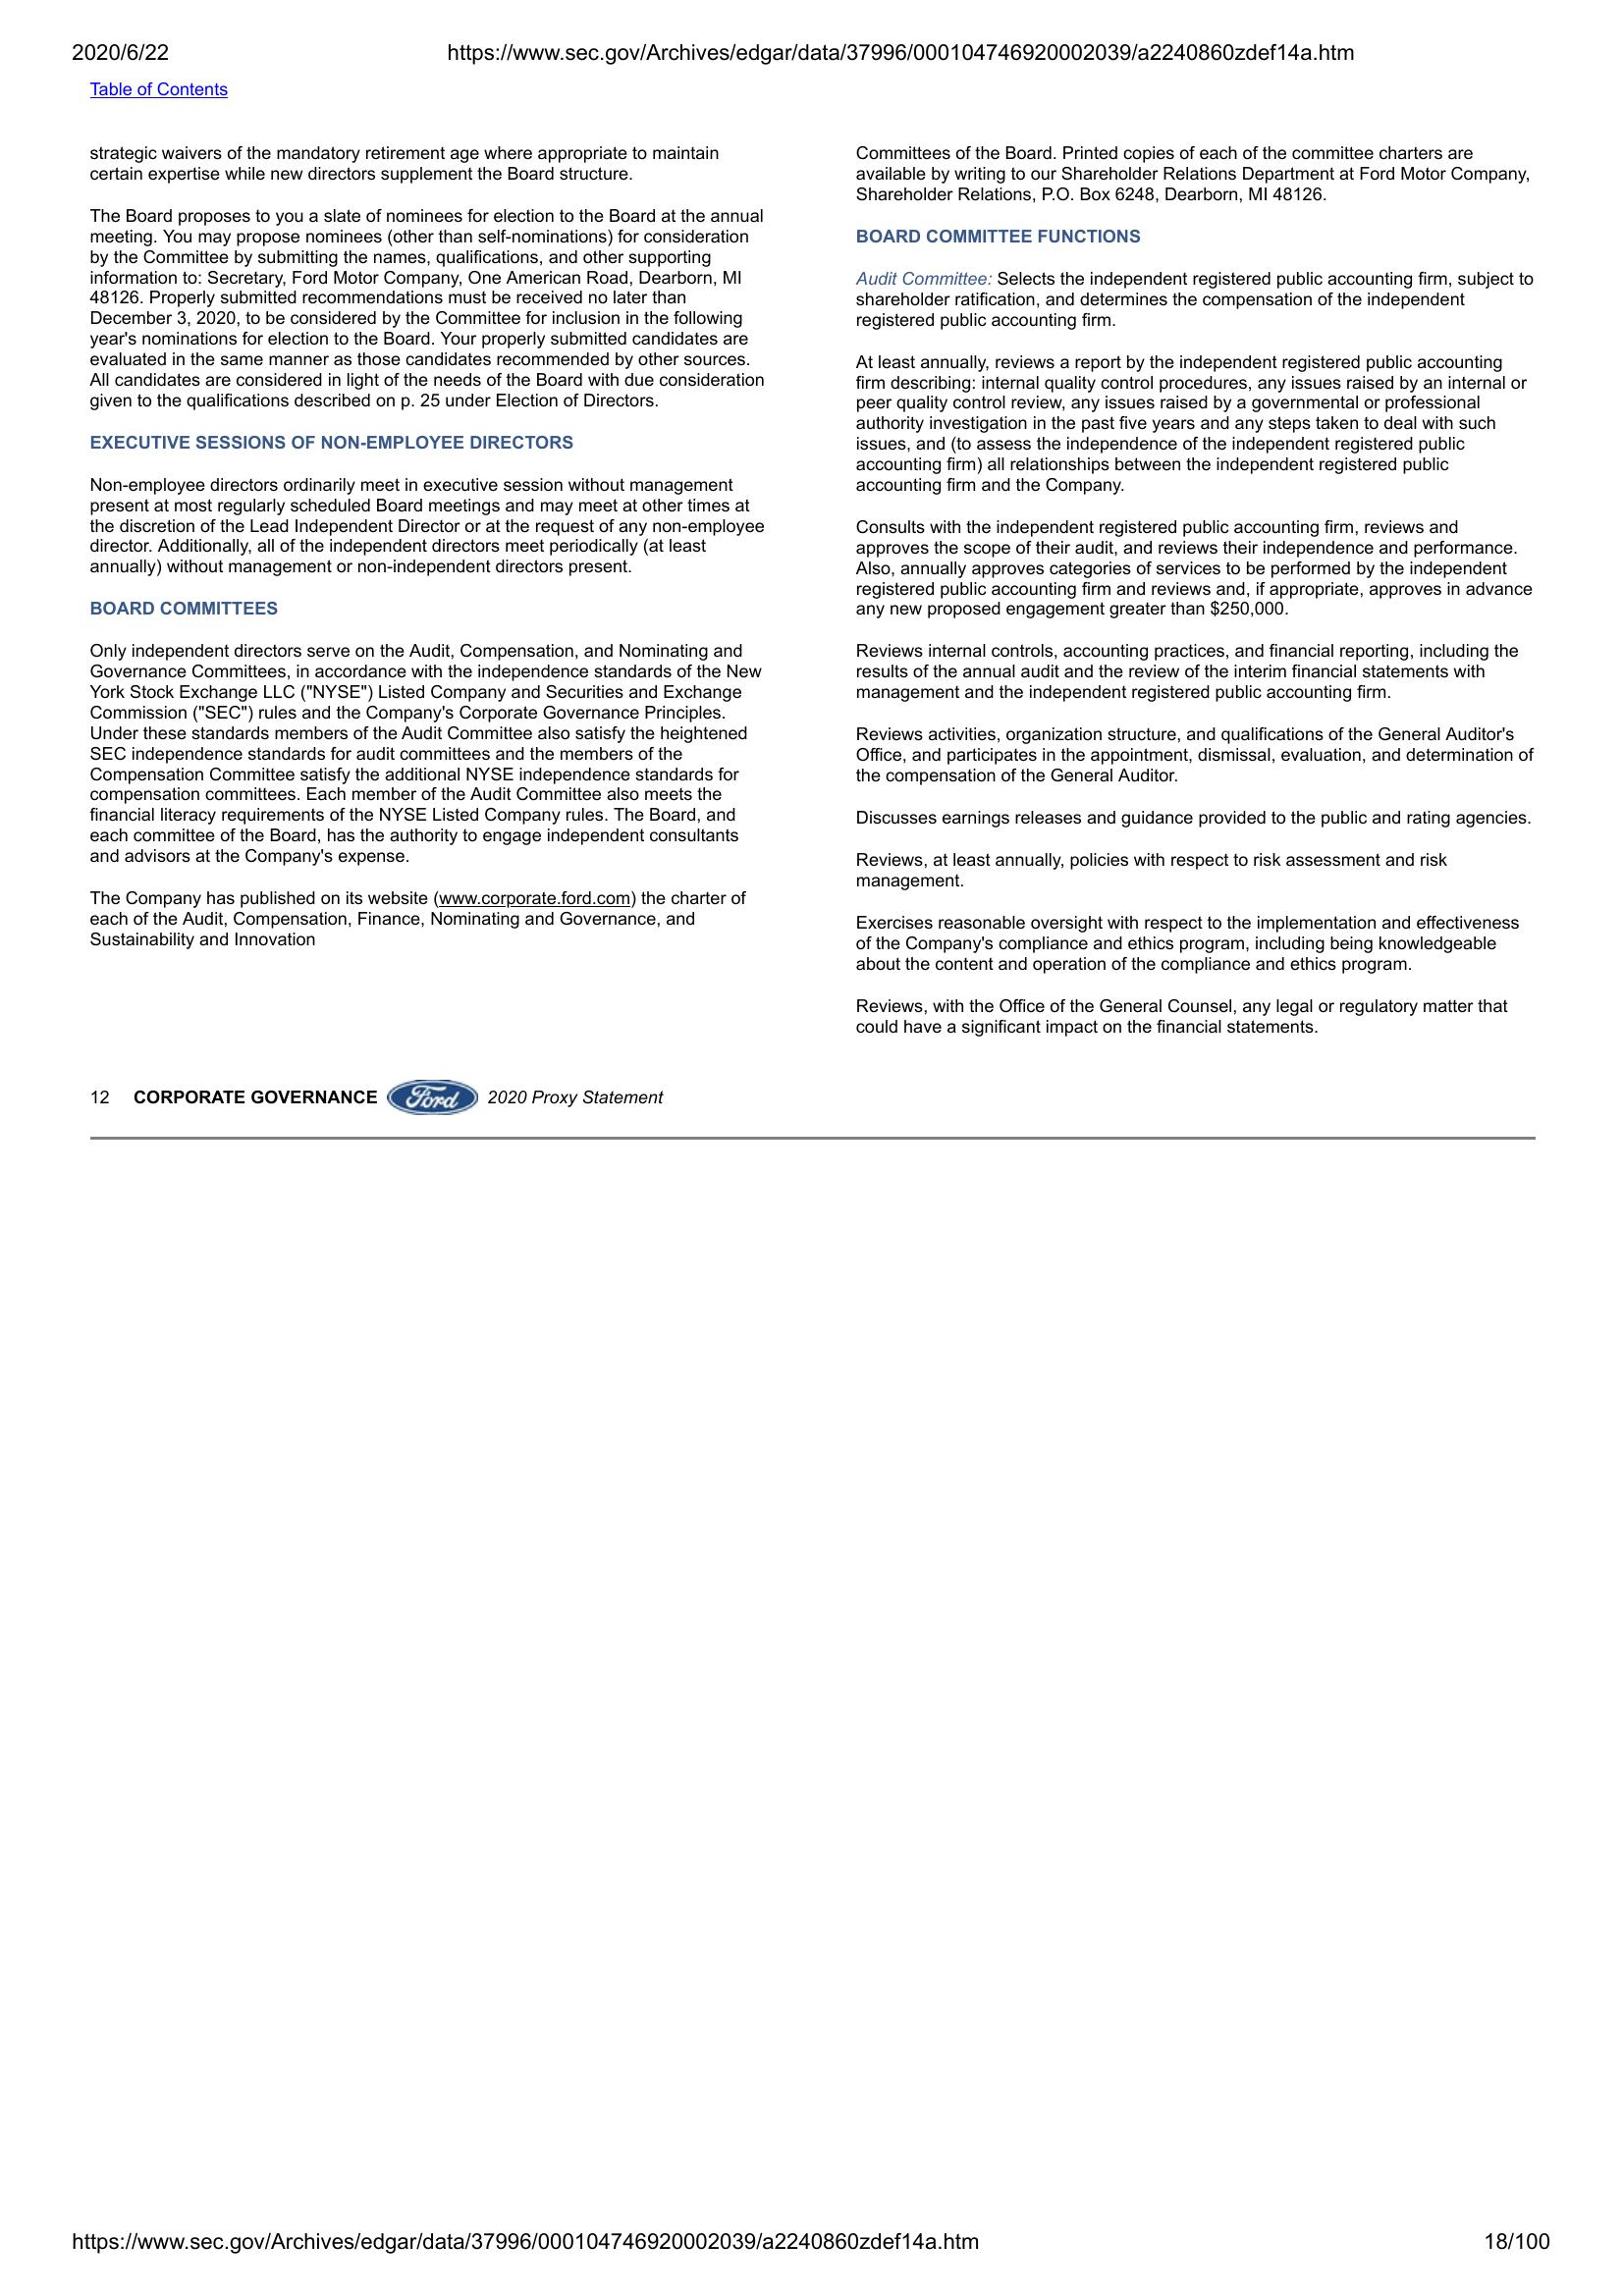 2020/6/22
https://www.sec.gov/Archives/edgar/data/37996/000104746920002039/a2240860zdef14a.htm
Table of Contents
strategic waivers of the mandatory retirement age where appropriate to maintain
certain expertise while new directors supplement the Board structure.
The Board proposes to you a slate of nominees for election to the Board at the annual
meeting. You may propose nominees (other than self-nominations) for consideration
by the Committee by submitting the names, qualifications, and other supporting
information to: Secretary, Ford Motor Company, One American Road, Dearborn, MI
48126. Properly submitted recommendations must be received no later than
December 3, 2020, to be considered by the Committee for inclusion in the following
year's nominations for election to the Board. Your properly submitted candidates are
evaluated in the same manner as those candidates recommended by other sources.
All candidates are considered in light of the needs of the Board with due consideration
given to the qualifications described on p. 25 under Election of Directors.
EXECUTIVE SESSIONS OF NON-EMPLOYEE DIRECTORS
Non-employee directors ordinarily meet in executive session without management
present at most regularly scheduled Board meetings and may meet at other times at
the discretion of the Lead Independent Director or at the request of any non-employee
director. Additionally, all of the independent directors meet periodically (at least
annually) without management or non-independent directors present.
BOARD COMMITTEES
Only independent directors serve on the Audit, Compensation, and Nominating and
Governance Committees, in accordance with the independence standards of the New
York Stock Exchange LLC ("NYSE") Listed Company and Securities and Exchange
Commission ("SEC") rules and the Company's Corporate Governance Principles.
Under these standards members of the Audit Committee also satisfy the heightened
SEC independence standards for audit committees and the members of the
Compensation Committee satisfy the additional NYSE independence standards for
compensation committees. Each member of the Audit Committee also meets the
financial literacy requirements of the NYSE Listed Company rules. The Board, and
each committee of the Board, has the authority to engage independent consultants
and advisors at the Company's expense.
The Company has published on its website (www.corporate.ford.com) the charter of
each of the Audit, Compensation, Finance, Nominating and Governance, and
Sustainability and Innovation
Committees of the Board. Printed copies of each of the committee charters are
available by writing to our Shareholder Relations Department at Ford Motor Company,
Shareholder Relations, P.O. Box 6248, Dearborn, MI 48126.
BOARD COMMITTEE FUNCTIONS
Audit Committee: Selects the independent registered public accounting firm, subject to
shareholder ratification, and determines the compensation of the independent
registered public accounting firm.
At least annually, reviews a report by the independent registered public accounting
firm describing: internal quality control procedures, any issues raised by an internal or
peer quality control review, any issues raised by a governmental or professional
authority investigation in the past five years and any steps taken to deal with such
issues, and (to assess the independence of the independent registered public
accounting firm) all relationships between the independent registered public
accounting firm and the Company.
Consults with the independent registered public accounting firm, reviews and
approves the scope of their audit, and reviews their independence and performance.
Also, annually approves categories of services to be performed by the independent
registered public accounting firm and reviews and, if appropriate, approves in advance
any new proposed engagement greater than $250,000.
Reviews internal controls, accounting practices, and financial reporting, including the
results of the annual audit and the review of the interim financial statements with
management and the independent registered public accounting firm.
Reviews activities, organization structure, and qualifications of the General Auditor's
Office, and participates in the appointment, dismissal, evaluation, and determination of
the compensation of the General Auditor.
Discusses earnings releases and guidance provided to the public and rating agencies.
Reviews, at least annually, policies with respect to risk assessment and risk
management.
Exercises reasonable oversight with respect to the implementation and effectiveness
of the Company's compliance and ethics program, including being knowledgeable
about the content and operation of the compliance and ethics program.
Reviews, with the Office of the General Counsel, any legal or regulatory matter that
could have a significant impact on the financial statements.
12 CORPORATE GOVERNANCE Ford 2020 Proxy Statement
https://www.sec.gov/Archives/edgar/data/37996/000104746920002039/a2240860zdef14a.htm
18/100